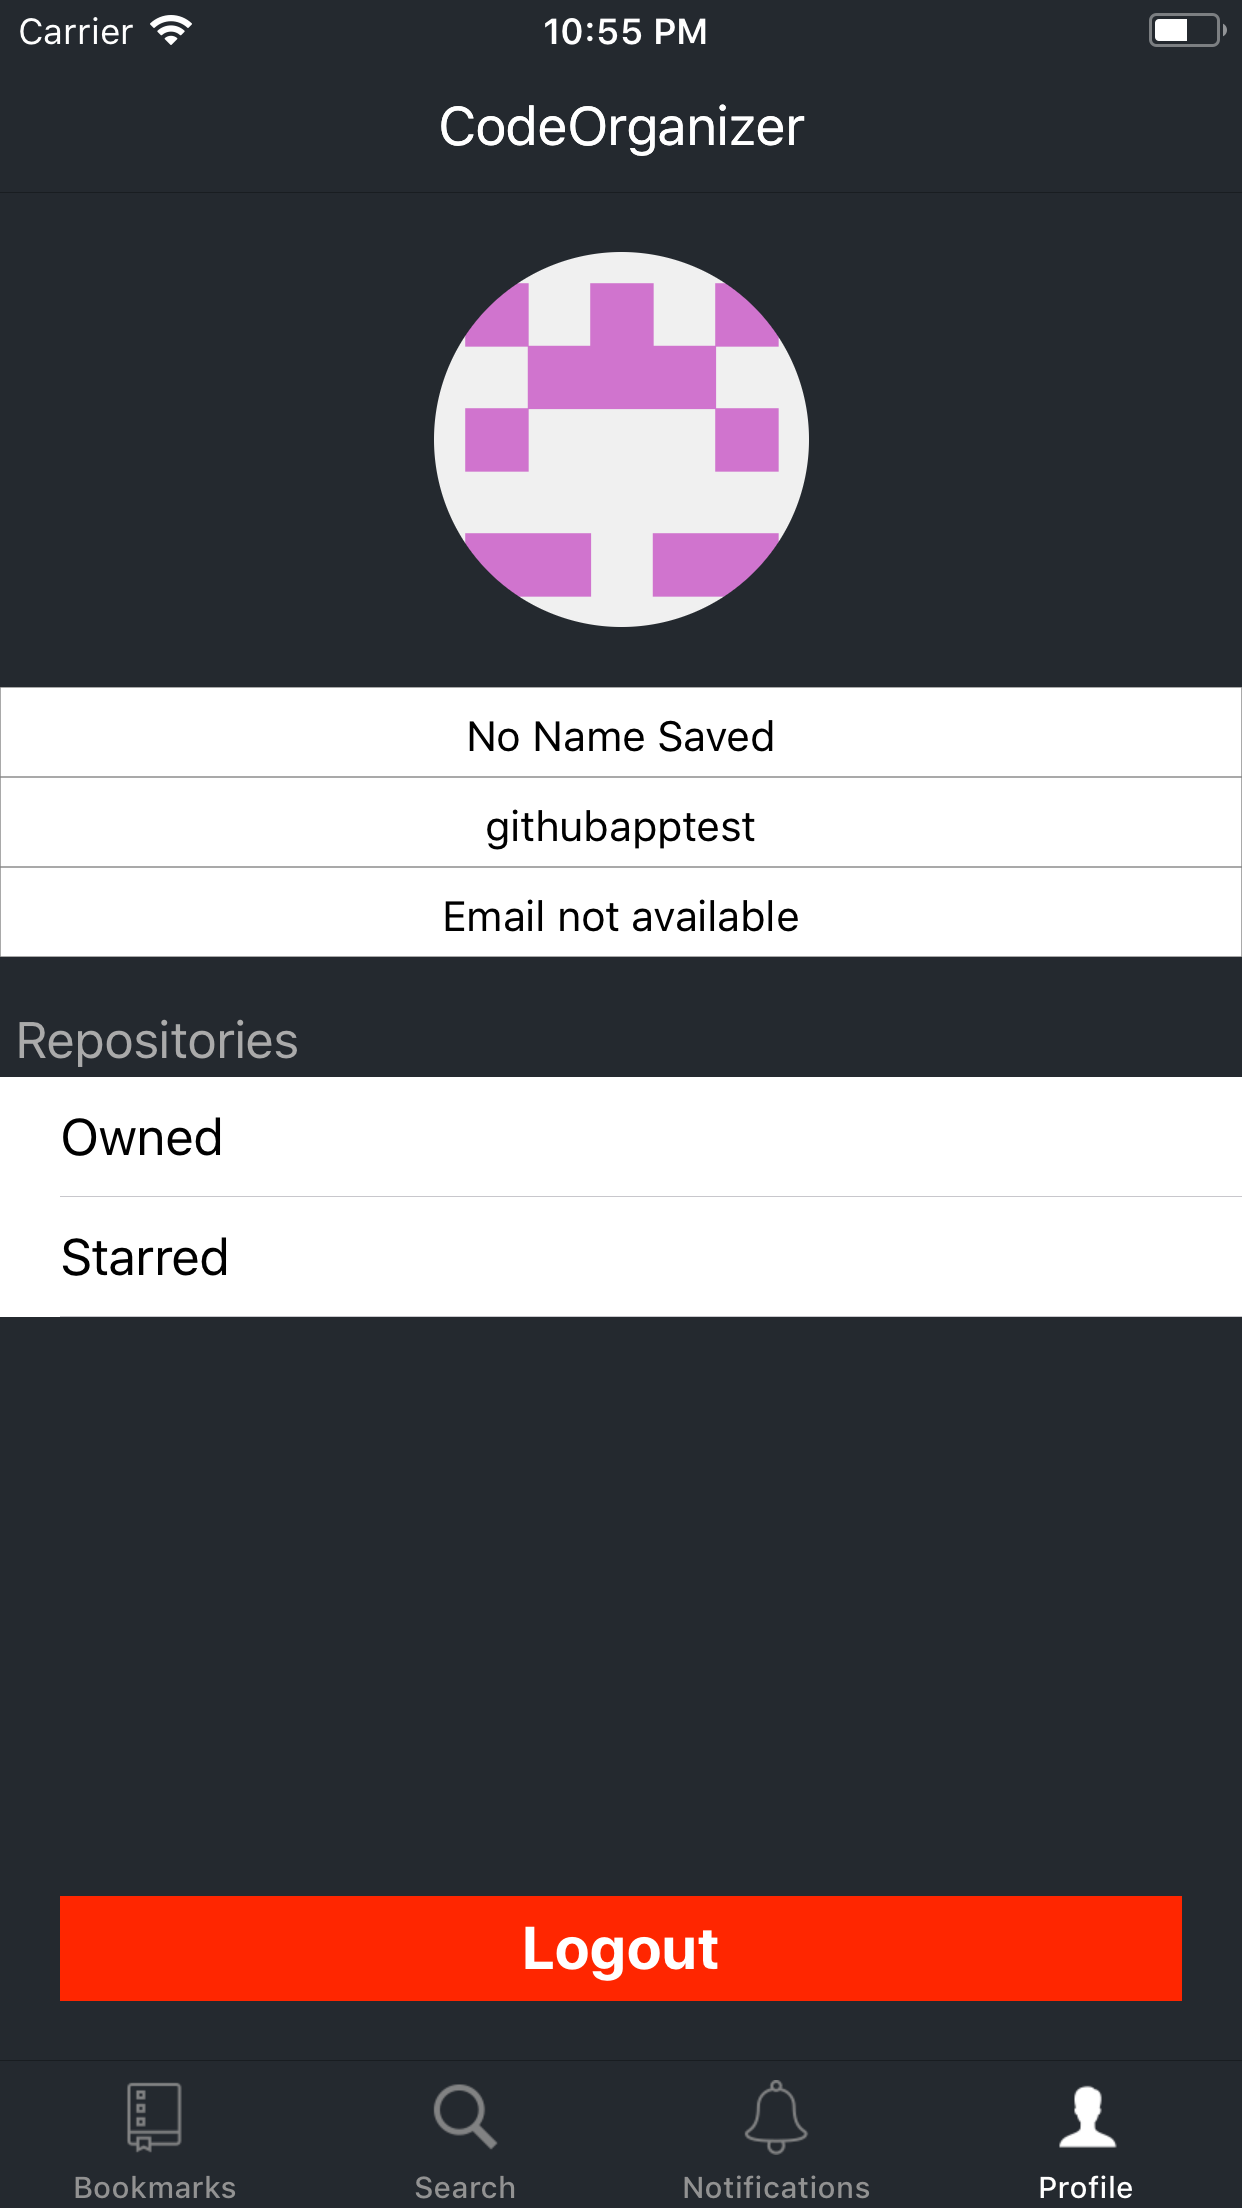 Carrier 10:55 PM
CodeOrganizer
No Name Saved
githubapptest
Email not available
Repositories
Owned
Starred
Logout
Bookmarks Search Notifications Profile